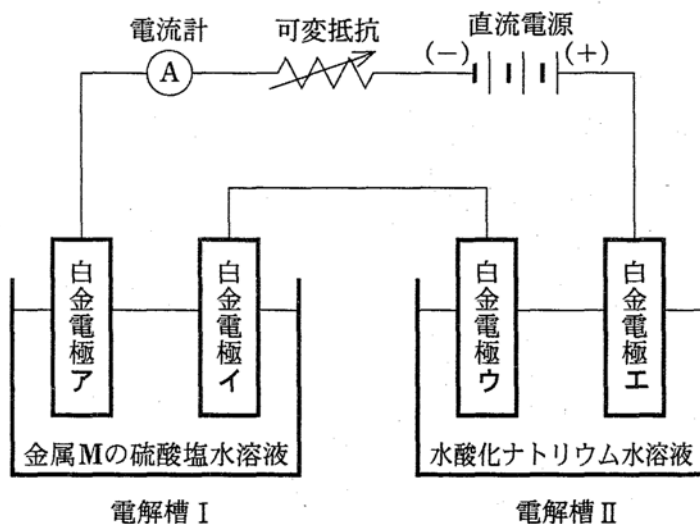 電流計
可変抵抗
直流電源
(−)
(+)
A
白金電極ア
白金電極イ
白金電極ウ
白金電極エ
金属Mの硫酸塩水溶液
水酸化ナトリウム水溶液
電解槽Ⅰ
電解槽Ⅱ